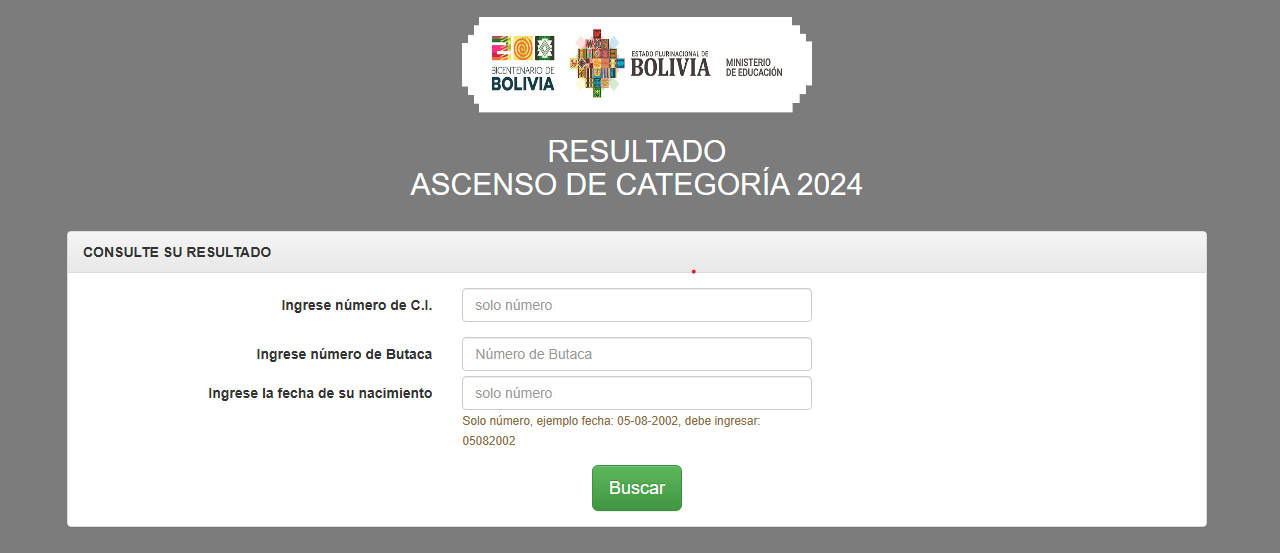 BICENTENARIO DE
BOLIVIA
ESTADO PLURINACIONAL DE
BOLIVIA
MINISTERIO
DE EDUCACIÓN
RESULTADO
ASCENSO DE CATEGORÍA 2024
CONSULTE SU RESULTADO
Ingrese número de C.I.
solo número
Ingrese número de Butaca
Número de Butaca
Ingrese la fecha de su nacimiento
solo número
Solo número, ejemplo fecha: 05-08-2002, debe ingresar:
05082002
Buscar